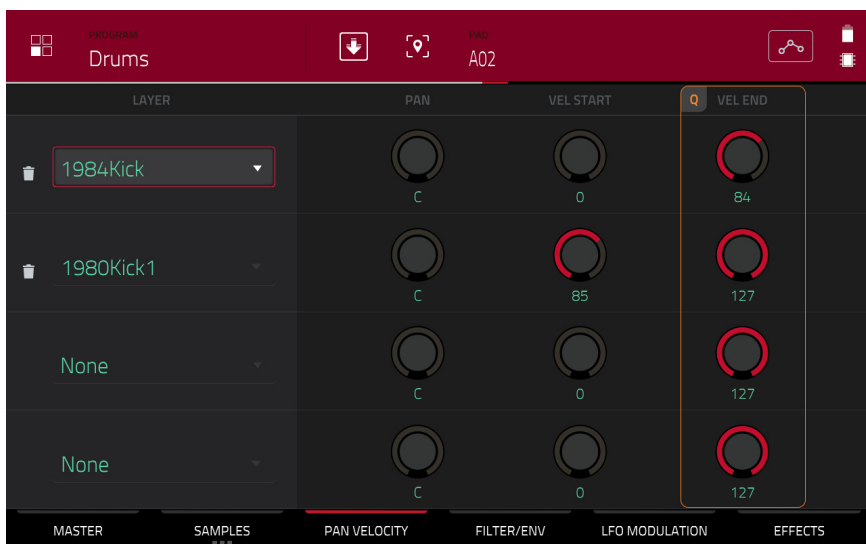 PROGRAM
Drums
PAD
A02
LAYER PAN VEL START Q VEL END
1984Kick
C 0 84
1980Kick1
C 85 127
None
C 0 127
None
C 0 127
MASTER SAMPLES PAN VELOCITY FILTER/ENV LFO MODULATION EFFECTS